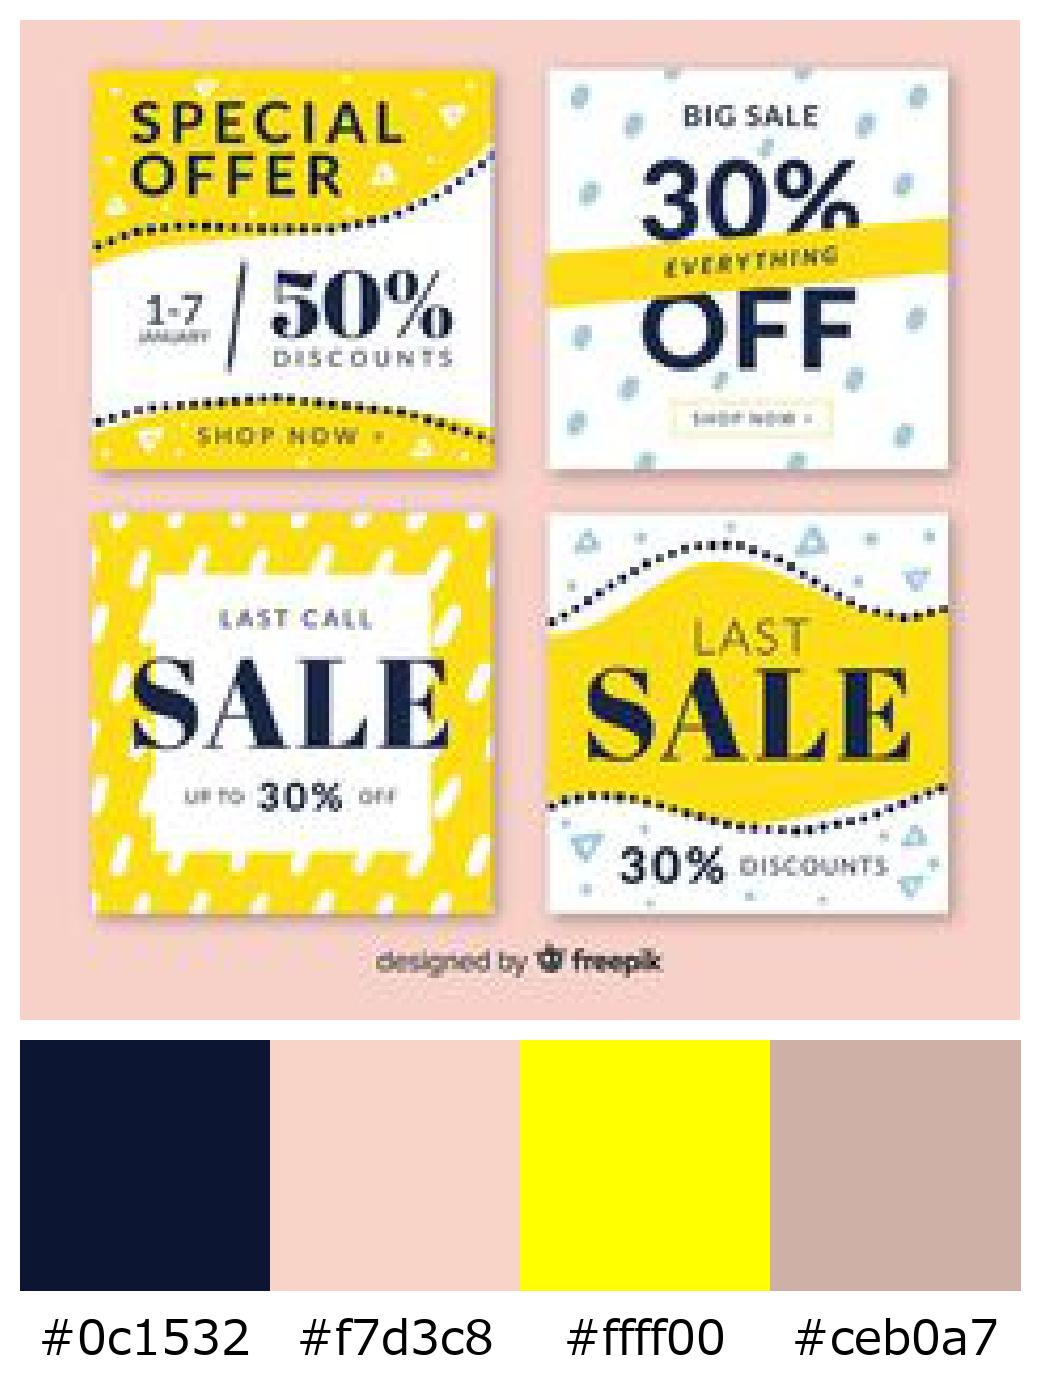 SPECIAL
OFFER
1-7
JANUARY
50%
DISCOUNTS
SHOP NOW
BIG SALE
30%
EVERYTHING
OFF
SHOP NOW
LAST CALL
SALE
UP TO 30% OFF
LAST
SALE
30% DISCOUNTS
designed by freepik
#0c1532 #f7d3c8 #ffff00 #ceb0a7